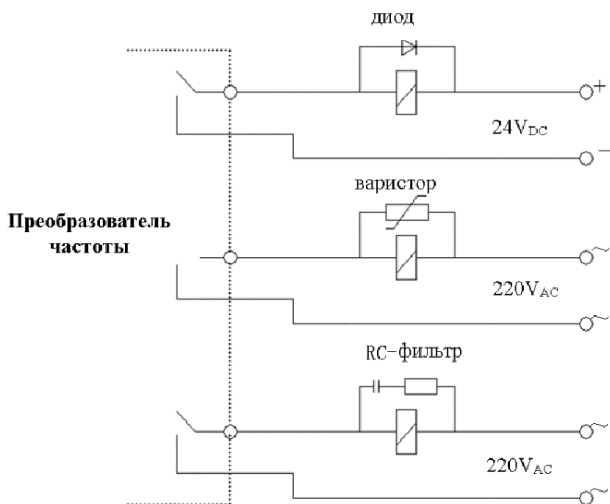 диод
+
24VDC
−
варистор
Преобразователь
частоты
~
220VAC
~
RC-фильтр
~
220VAC
~